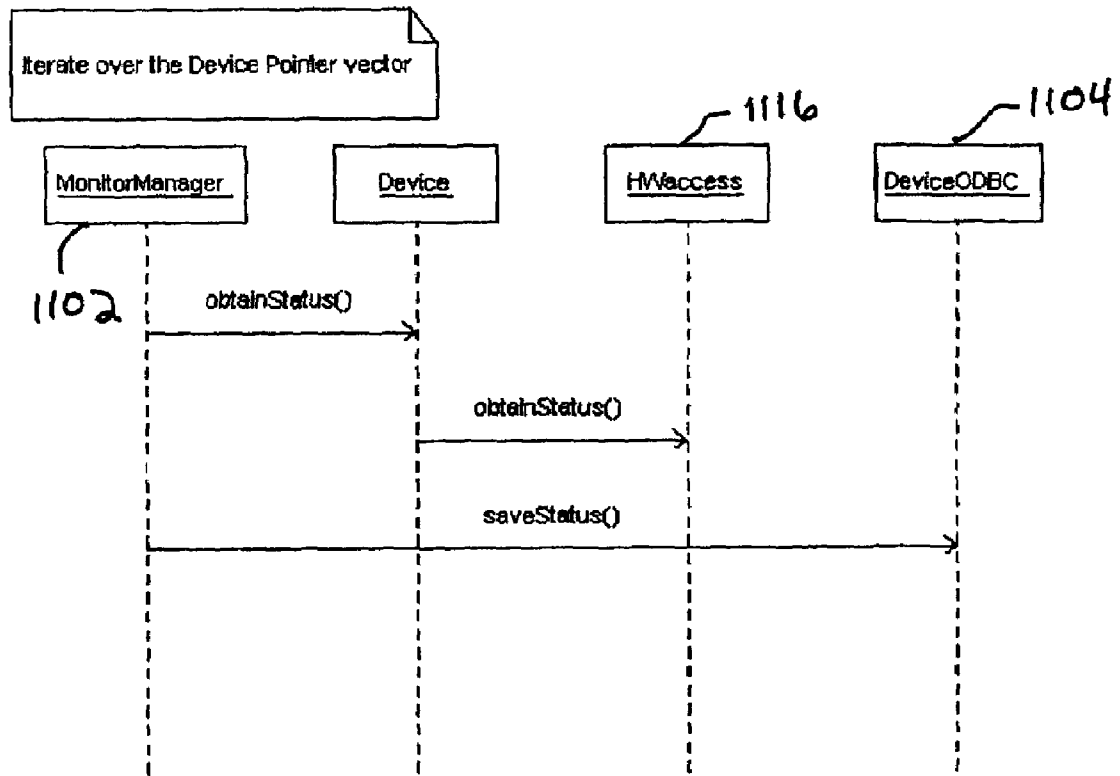 Iterate over the Device Pointer vector
1116
1104
MonitorManager
Device
HWaccess
DeviceODBC
1102
obtainStatus()
obtainStatus()
saveStatus()